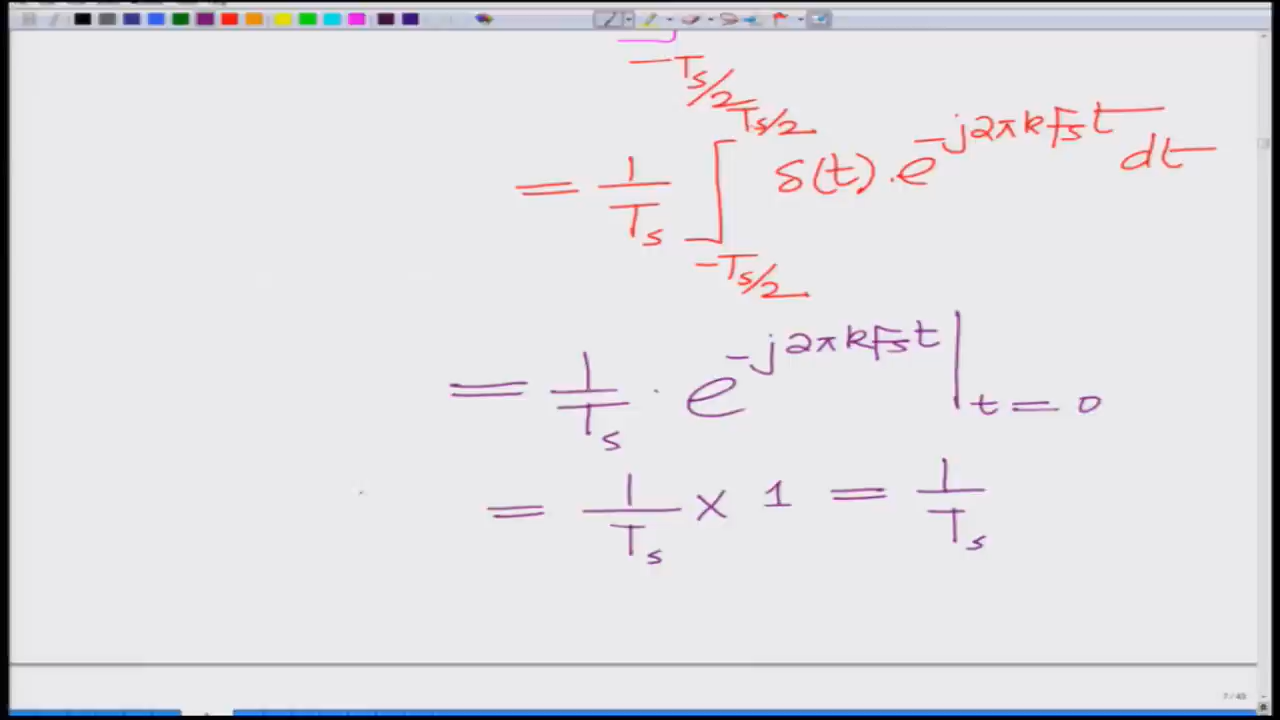 -Ts/2
= 1/Ts ∫_{-Ts/2}^{Ts/2} δ(t).e^{-j2πkFst} dt
= 1/Ts . e^{-j2πkFst} |_{t=0}
= 1/Ts × 1 = 1/Ts